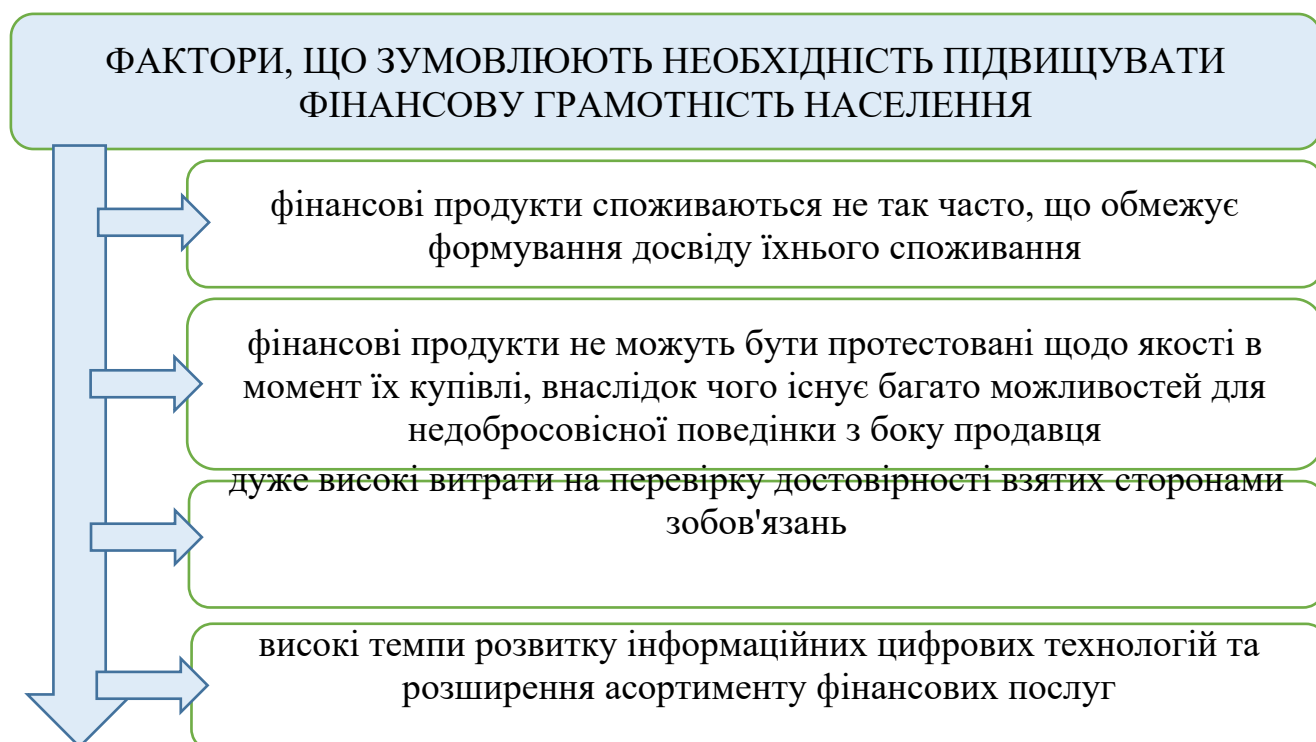 ФАКТОРИ, ЩО ЗУМОВЛЮЮТЬ НЕОБХІДНІСТЬ ПІДВИЩУВАТИ
ФІНАНСОВУ ГРАМОТНІСТЬ НАСЕЛЕННЯ
фінансові продукти споживаються не так часто, що обмежує
формування досвіду їхнього споживання
фінансові продукти не можуть бути протестовані щодо якості в
момент їх купівлі, внаслідок чого існує багато можливостей для
недобросовісної поведінки з боку продавця
дуже високі витрати на перевірку достовірності взятих сторонами
зобов'язань
високі темпи розвитку інформаційних цифрових технологій та
розширення асортименту фінансових послуг